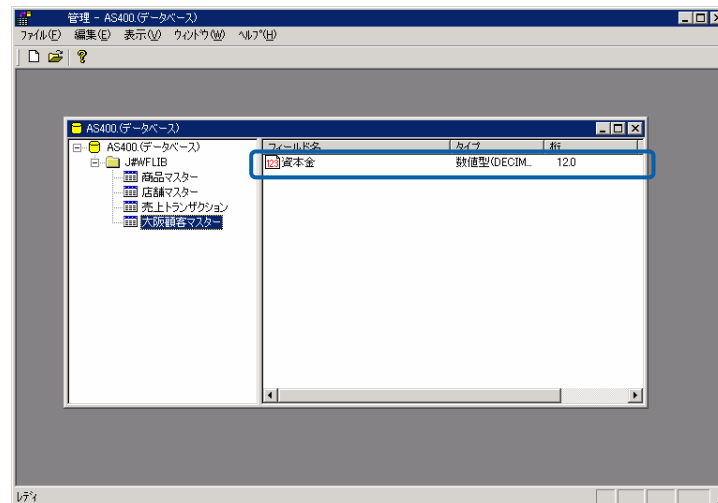 管理 - AS400.(データベース)
ファイル(F) 編集(E) 表示(V) ウィンドウ(W) ヘルプ(H)
AS400.(データベース)
AS400.(データベース) フィールド名 タイプ 桁
J#WFLIB 123 資本金 数値型(DECIM... 12.0
商品マスター
店舗マスター
売上トランザクション
大阪顧客マスター
レディ